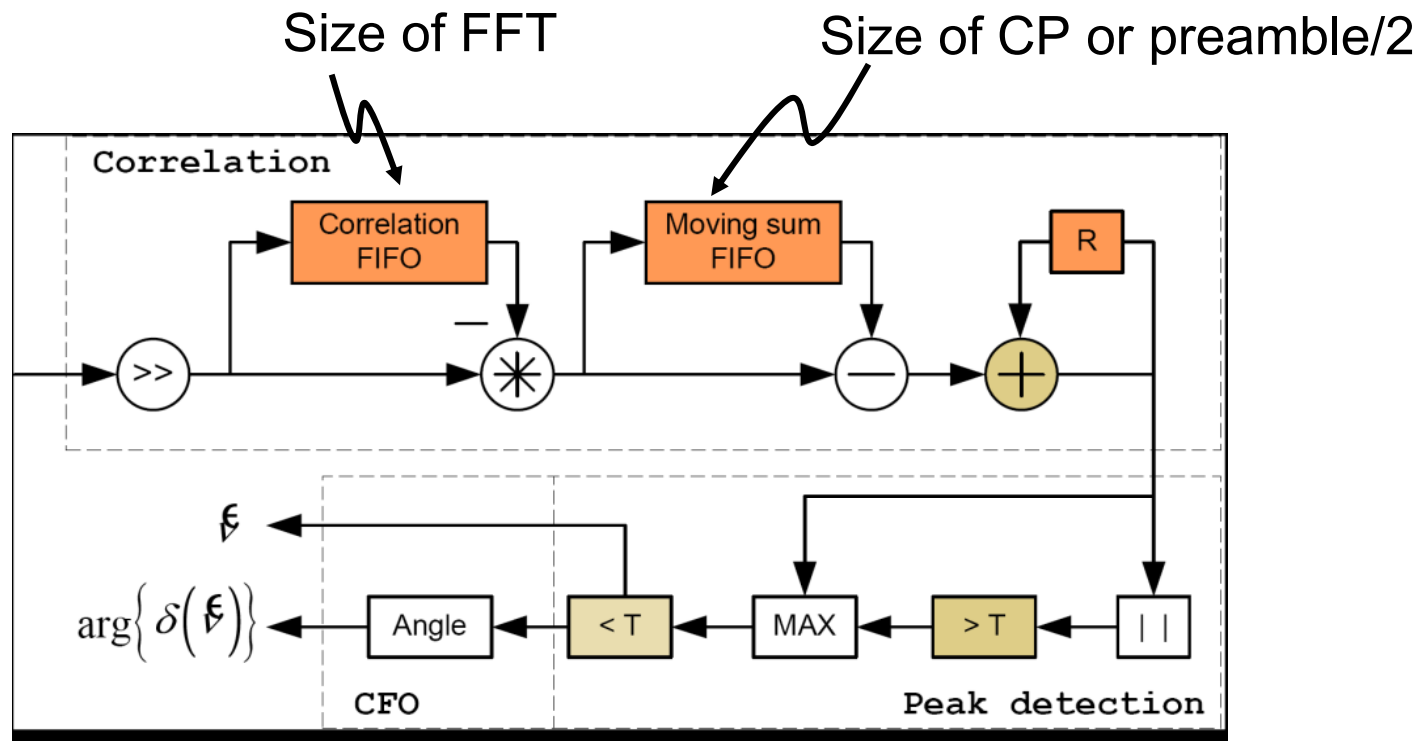 Size of FFT
Size of CP or preamble/2
Correlation
Correlation
FIFO
Moving sum
FIFO
R
>>
arg{ δ( ) }
Angle
< T
MAX
> T
| |
CFO
Peak detection